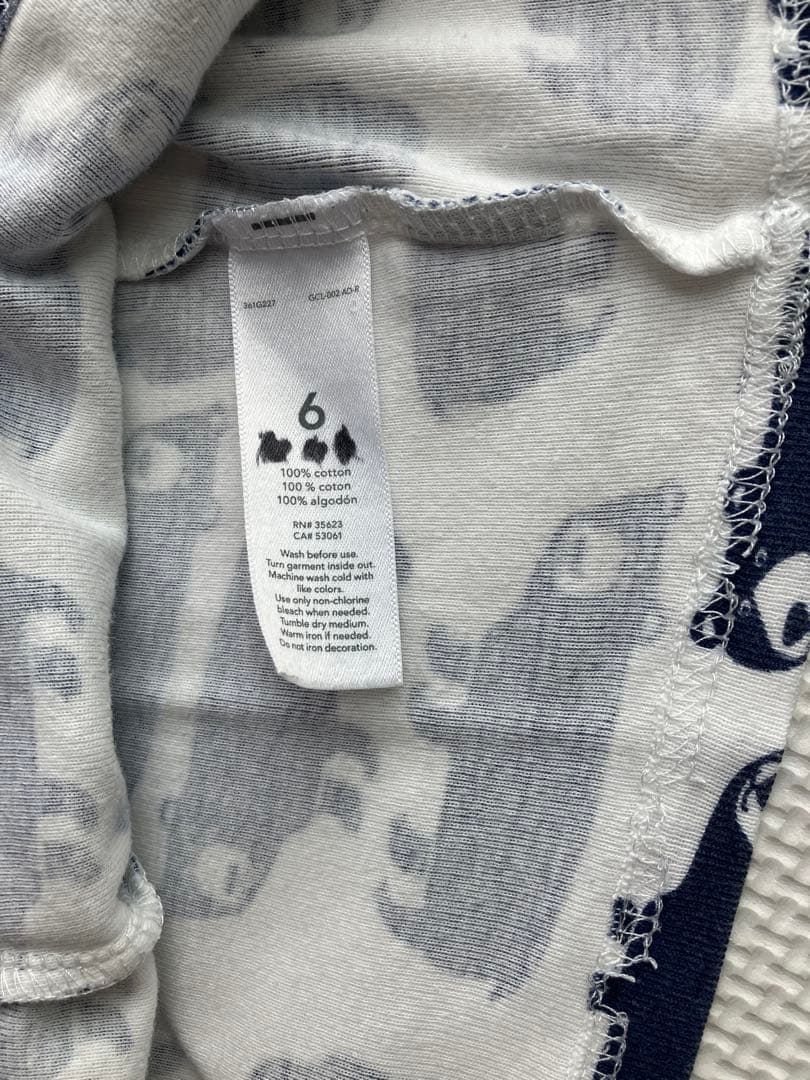 361G227 GCL-002 AD-R
6
100% cotton
100 % coton
100% algodón
RN# 35623
CA# 53061
Wash before use.
Turn garment inside out.
Machine wash cold with
like colors.
Use only non-chlorine
bleach when needed.
Tumble dry medium.
Warm iron if needed.
Do not iron decoration.